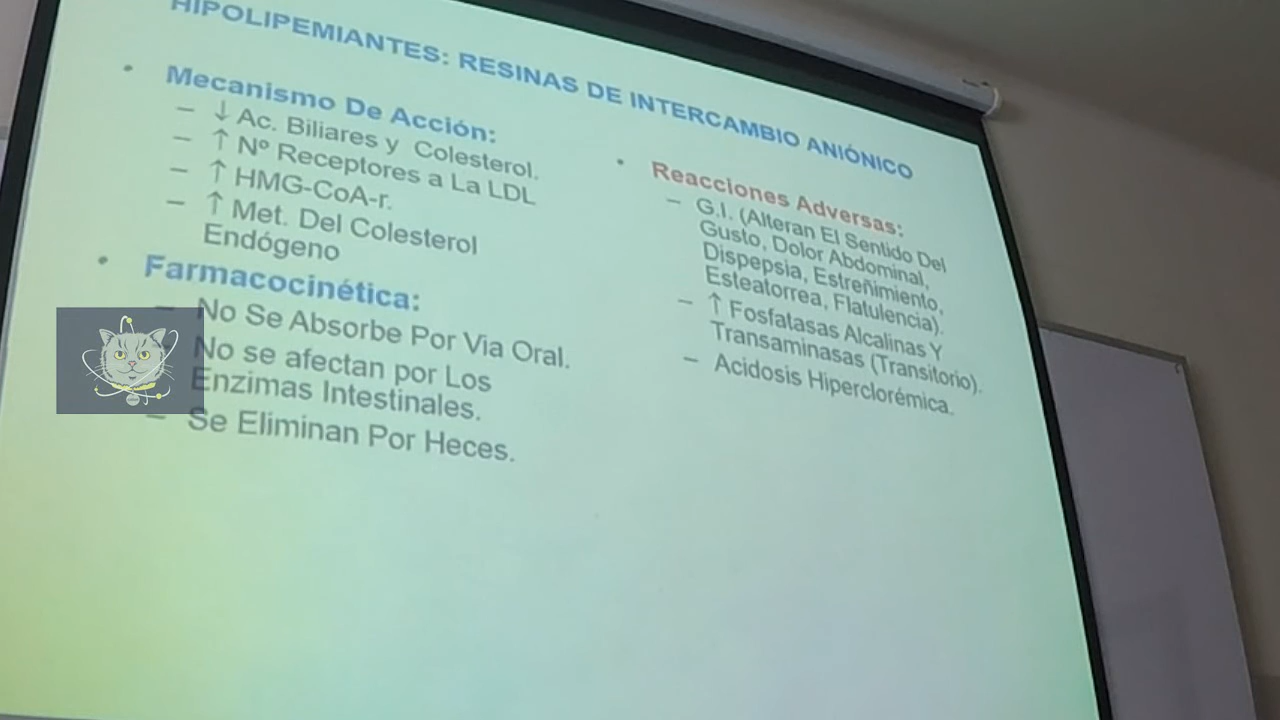 HIPOLIPEMIANTES: RESINAS DE INTERCAMBIO ANIÓNICO
• Mecanismo De Acción:
– ↓ Ac. Biliares y Colesterol.
– ↑ Nº Receptores a La LDL
– ↑ HMG-CoA-r.
– ↑ Met. Del Colesterol
Endógeno
• Farmacocinética:
– No Se Absorbe Por Via Oral.
No se afectan por Los
Enzimas Intestinales.
– Se Eliminan Por Heces.
• Reacciones Adversas:
– G.I. (Alteran El Sentido Del
Gusto, Dolor Abdominal,
Dispepsia, Estreñimiento,
Esteatorrea, Flatulencia).
– ↑ Fosfatasas Alcalinas Y
Transaminasas (Transitorio).
– Acidosis Hiperclorémica.